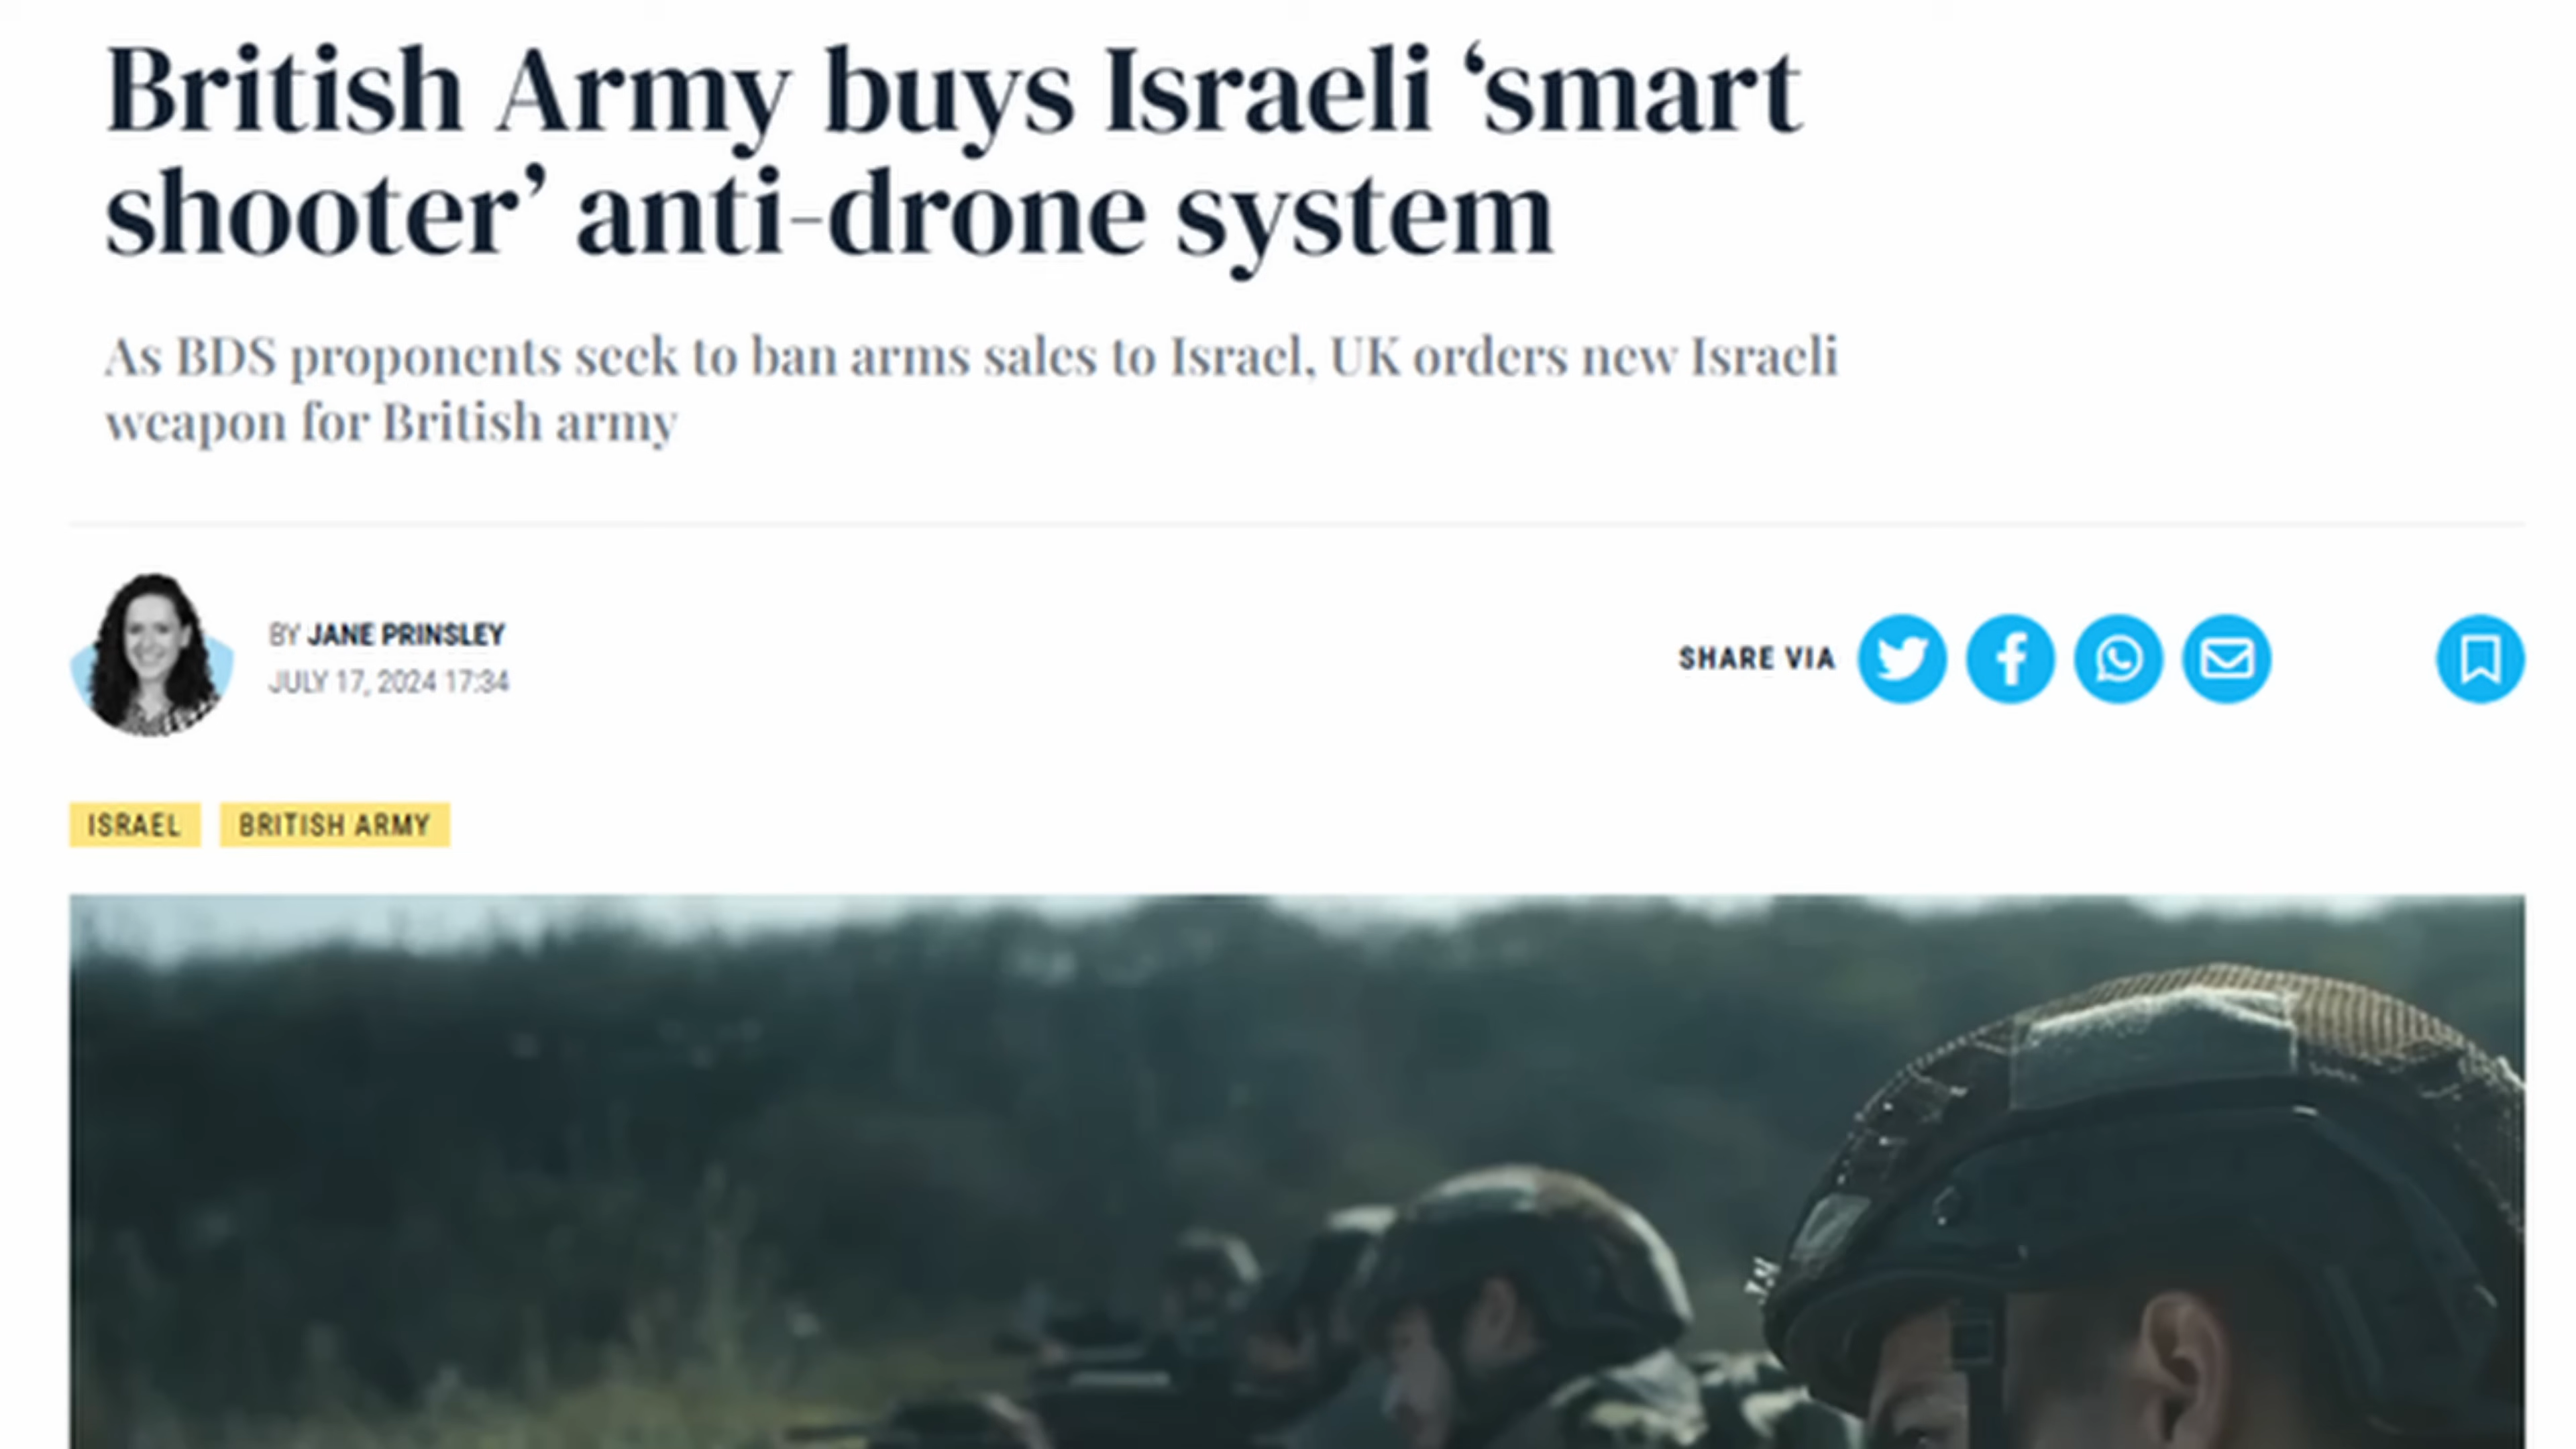 British Army buys Israeli ‘smart
shooter’ anti-drone system
As BDS proponents seek to ban arms sales to Israel, UK orders new Israeli
weapon for British army
BY JANE PRINSLEY
JULY 17, 2024 17:34
SHARE VIA
ISRAEL
BRITISH ARMY